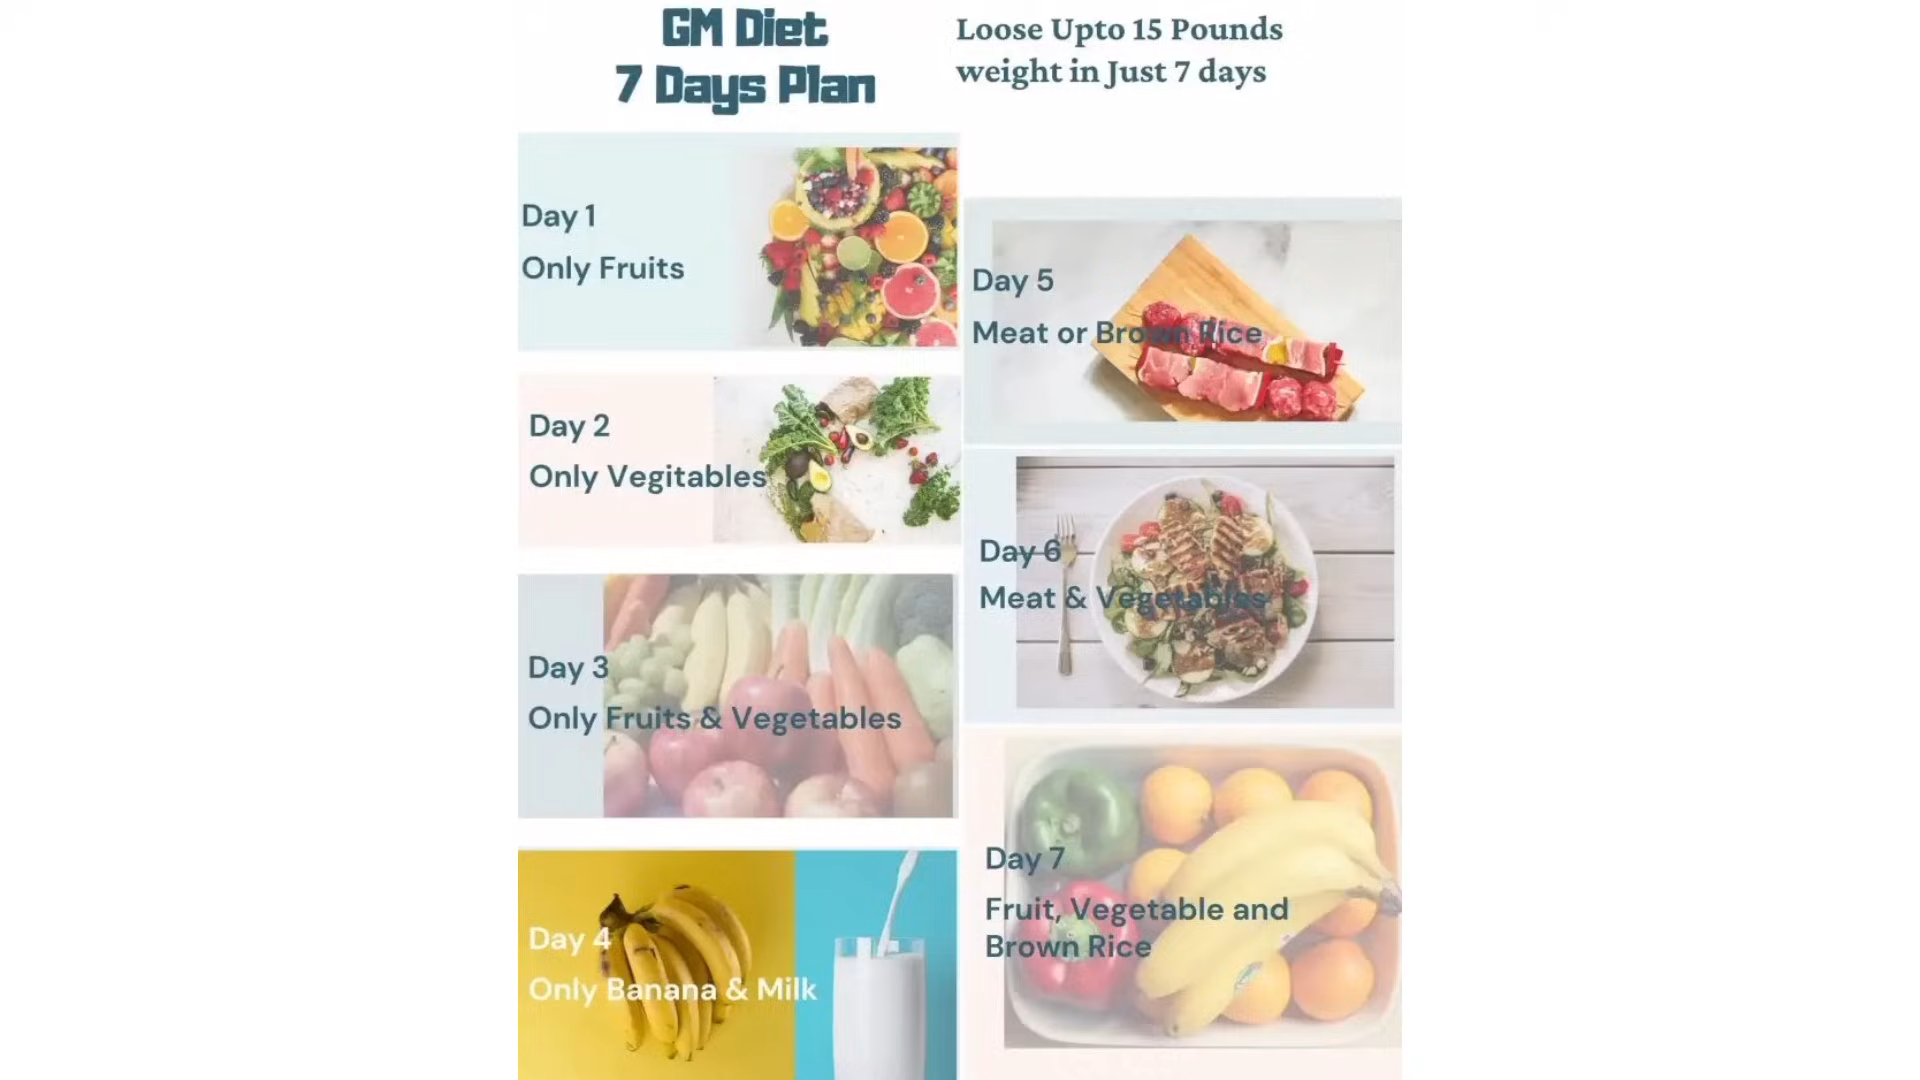 GM Diet
7 Days Plan
Loose Upto 15 Pounds
weight in Just 7 days
Day 1
Only Fruits
Day 2
Only Vegitables
Day 3
Only Fruits & Vegetables
Day 4
Only Banana & Milk
Day 5
Meat or Brown Rice
Day 6
Meat & Vegetables
Day 7
Fruit, Vegetable and
Brown Rice